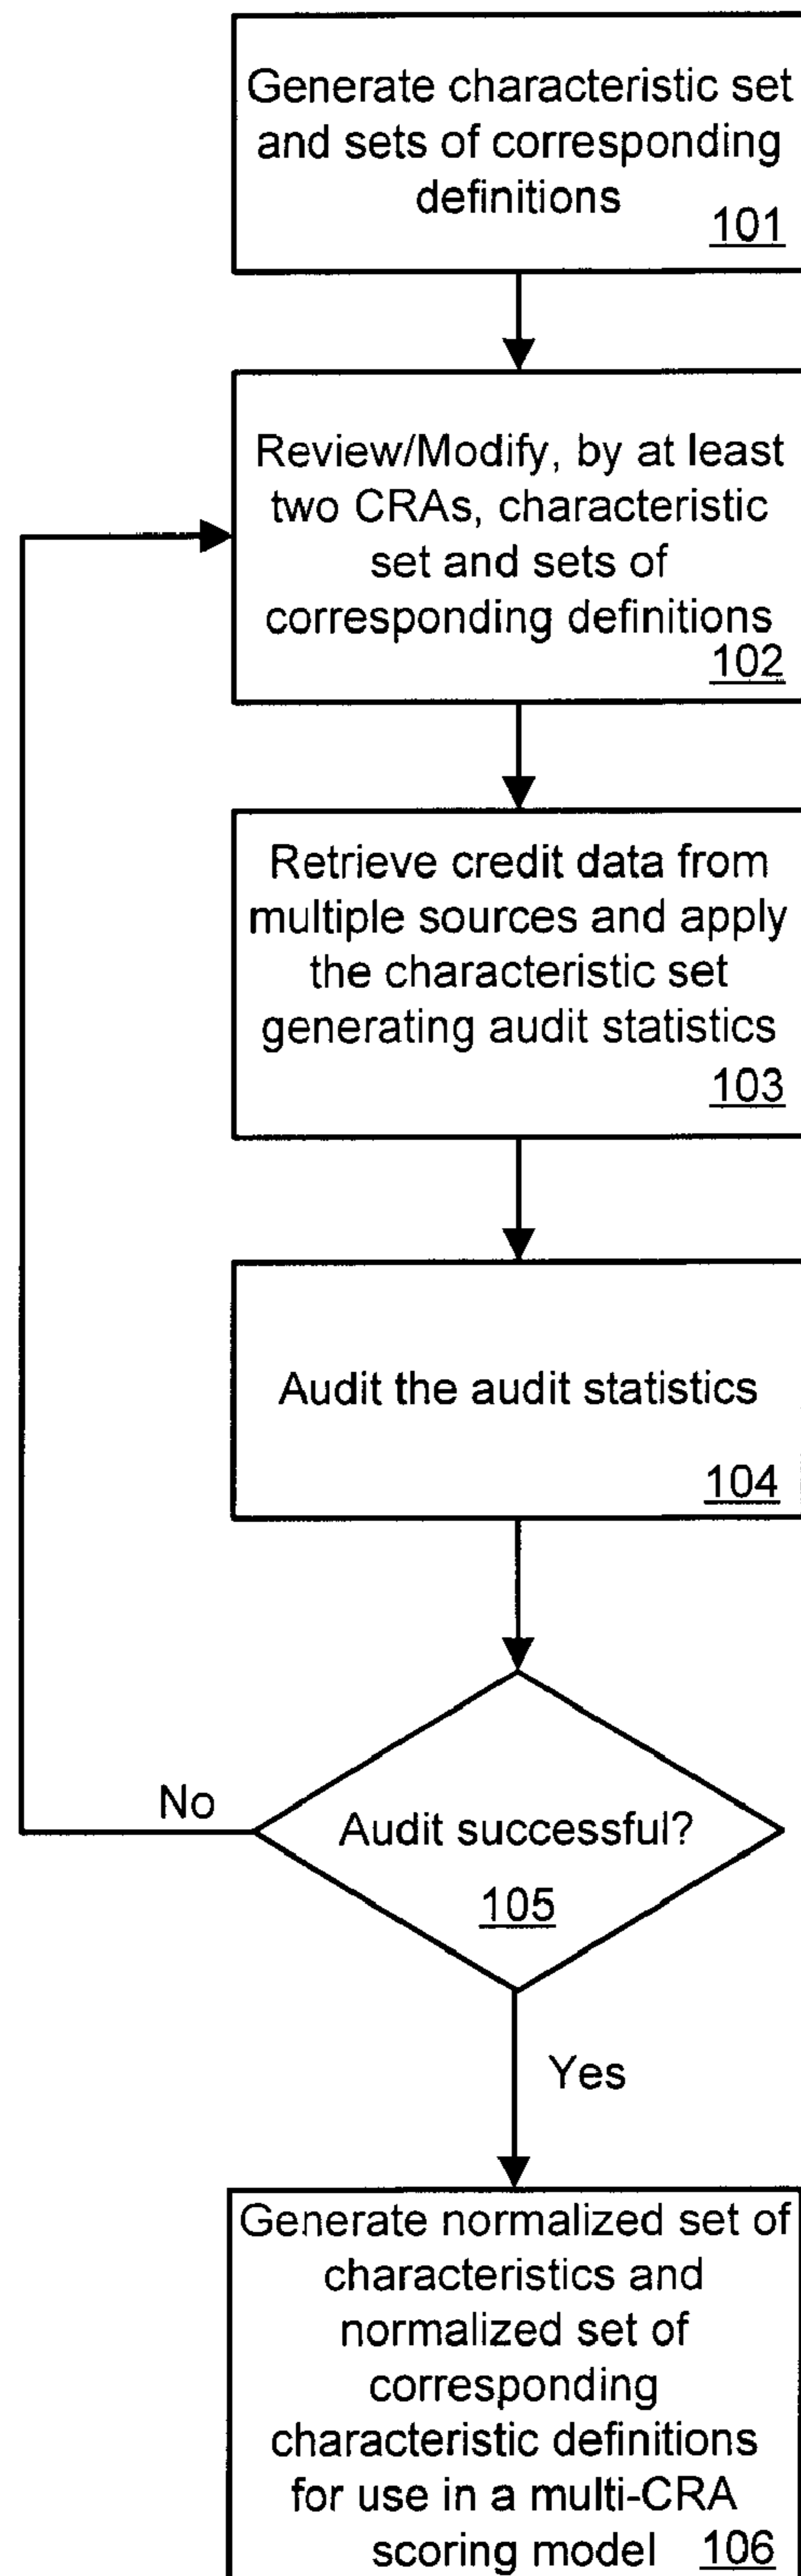 Generate characteristic set
and sets of corresponding
definitions
101
Review/Modify, by at least
two CRAs, characteristic
set and sets of
corresponding definitions
102
Retrieve credit data from
multiple sources and apply
the characteristic set
generating audit statistics
103
Audit the audit statistics
104
No
Audit successful?
105
Yes
Generate normalized set of
characteristics and
normalized set of
corresponding
characteristic definitions
for use in a multi-CRA
scoring model 106